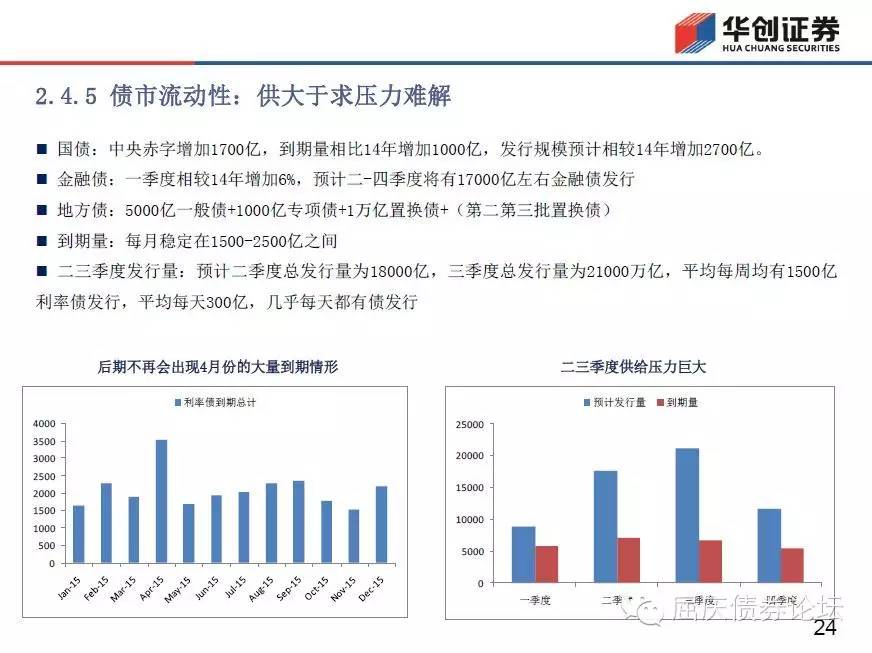 华创证券
HUA CHUANG SECURITIES
2.4.5 债市流动性：供大于求压力难解
■ 国债：中央赤字增加1700亿，到期量相比14年增加1000亿，发行规模预计相较14年增加2700亿。
■ 金融债：一季度相较14年增加6%，预计二-四季度将有17000亿左右金融债发行
■ 地方债：5000亿一般债+1000亿专项债+1万亿置换债+（第二第三批置换债）
■ 到期量：每月稳定在1500-2500亿之间
■ 二三季度发行量：预计二季度总发行量为18000亿，三季度总发行量为21000万亿，平均每周均有1500亿
利率债发行，平均每天300亿，几乎每天都有债发行
后期不再会出现4月份的大量到期情形
利率债到期总计
4000
3500
3000
2500
2000
1500
1000
500
0
Jan-15 Feb-15 Mar-15 Apr-15 May-15 Jun-15 Jul-15 Aug-15 Sep-15 Oct-15 Nov-15 Dec-15
二三季度供给压力巨大
预计发行量 到期量
25000
20000
15000
10000
5000
0
一季度 二季 三季度 四季度
屈庆债券论坛
24